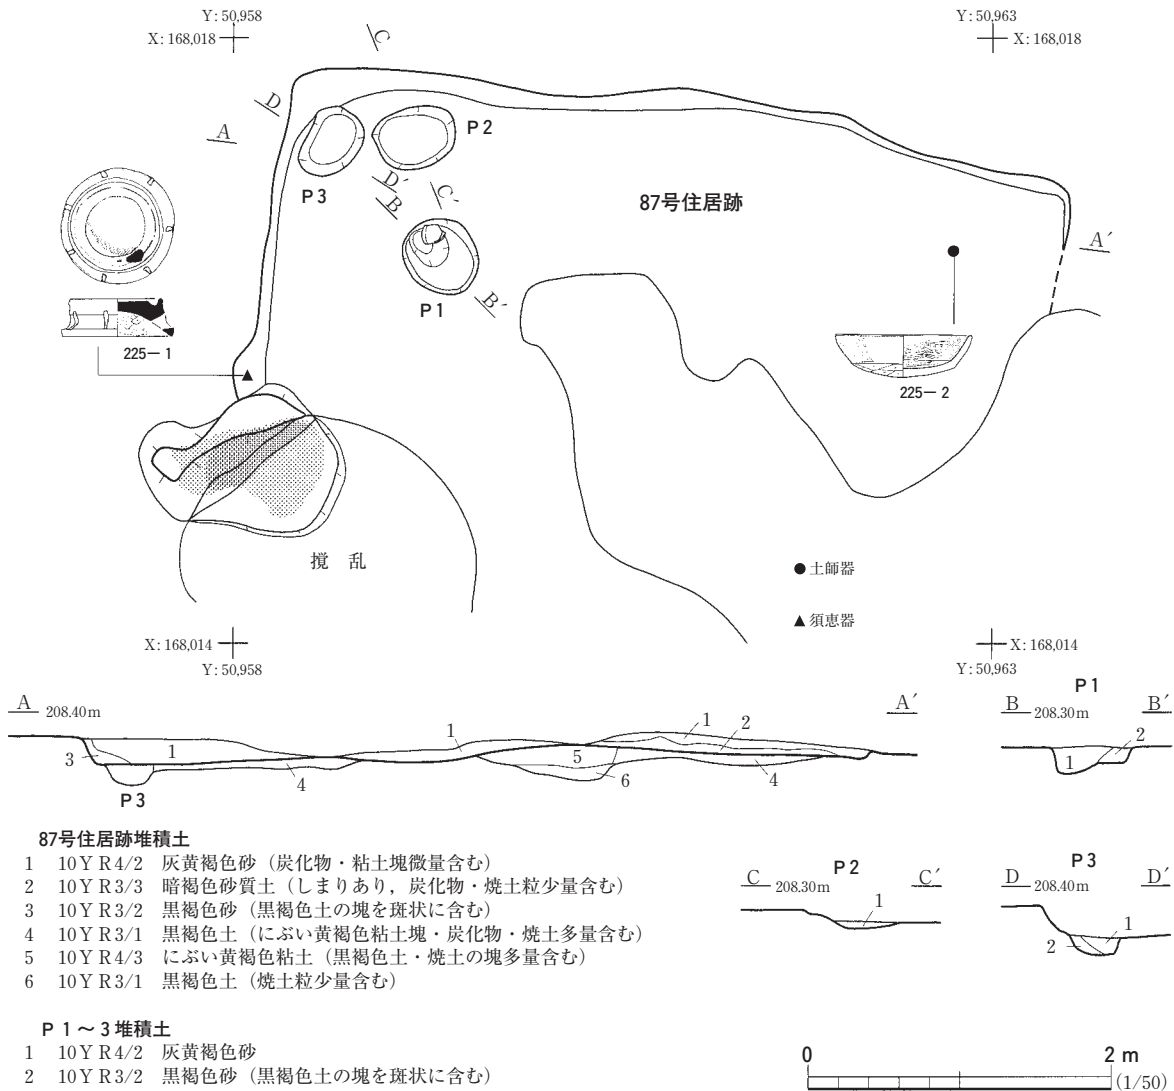 Y: 50,958
X: 168,018
Y: 50,963
X: 168,018
C
D
A
P 2
P 3
D′
C′
B
87号住居跡
A′
P 1
B′
225－1
225－2
撹 乱
●土師器
▲須恵器
X: 168,014
Y: 50,958
X: 168,014
Y: 50,963
A 208.40m A′
3 1 1 1 2
4 5 6 4
P 3
P 1
B 208.30m B′
1 2
87号住居跡堆積土
1 10ＹＲ4/2 灰黄褐色砂（炭化物・粘土塊微量含む）
2 10ＹＲ3/3 暗褐色砂質土（しまりあり，炭化物・焼土粒少量含む）
3 10ＹＲ3/2 黒褐色砂（黒褐色土の塊を斑状に含む）
4 10ＹＲ3/1 黒褐色土（にぶい黄褐色粘土塊・炭化物・焼土多量含む）
5 10ＹＲ4/3 にぶい黄褐色粘土（黒褐色土・焼土の塊多量含む）
6 10ＹＲ3/1 黒褐色土（焼土粒少量含む）
P 2
C 208.30m C′
1
P 3
D 208.40m D′
1
2
P 1～3堆積土
1 10ＹＲ4/2 灰黄褐色砂
2 10ＹＲ3/2 黒褐色砂（黒褐色土の塊を斑状に含む）
0 2 m
(1/50)